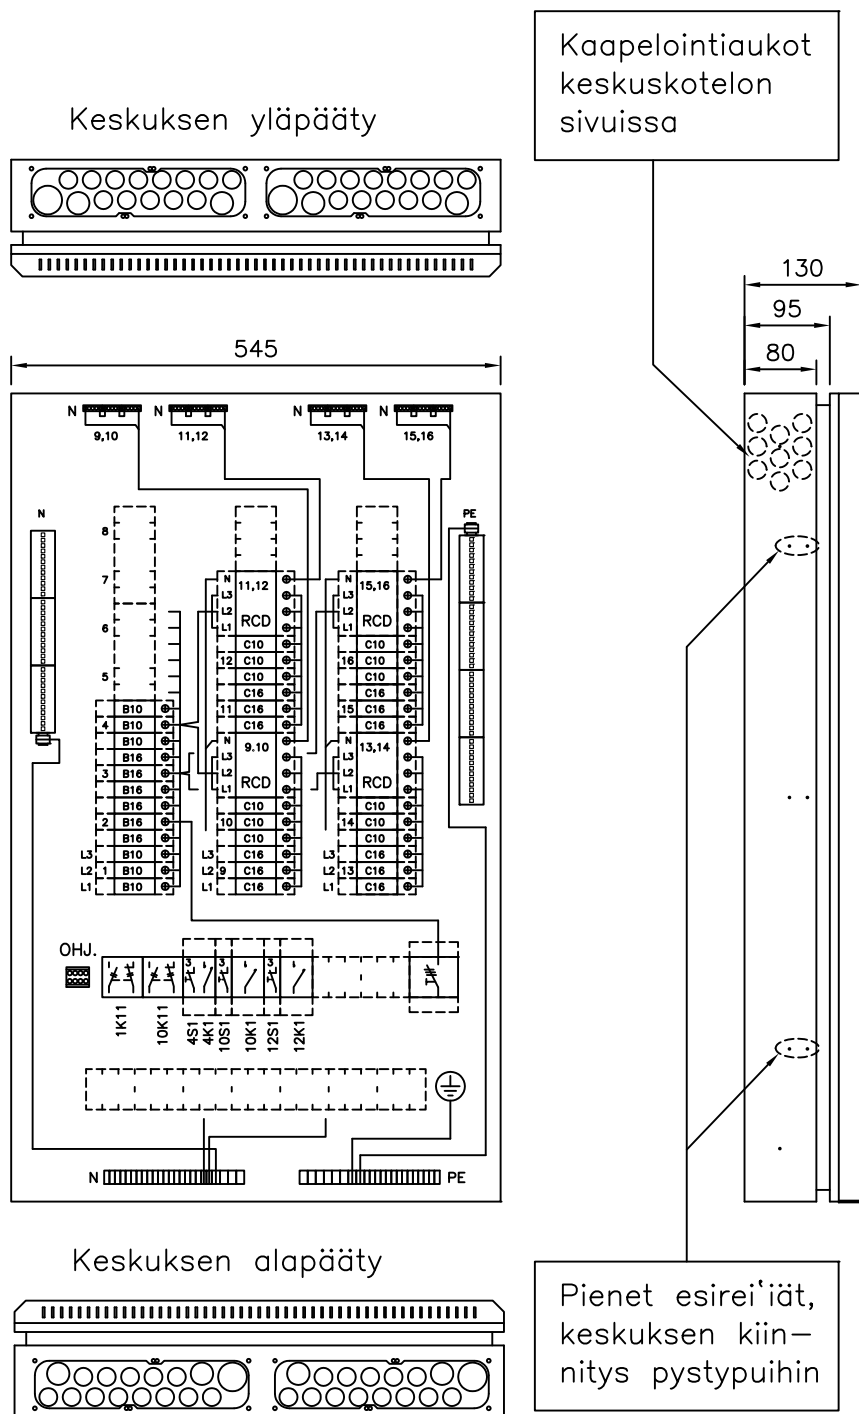 Kaapelointiaukot
keskuskotelon
sivuissa
Keskuksen yläpääty
130
95
80
545
N
9,10
N
11,12
N
13,14
N
15,16
N
PE
8
7
6
5
4
3
2
L3
L2 1
L1
B10
B10
B10
B16
B16
B16
B16
B16
B16
B10
B10
B10
N 11,12
L3
L2 RCD
L1
C10
12 C10
C10
C16
11 C16
C16
N 9.10
L3
L2 RCD
L1
C10
10 C10
C10
L3 C16
L2 9 C16
L1 C16
N 15,16
L3
L2 RCD
L1
C10
16 C10
C10
C16
15 C16
C16
N 13,14
L3
L2 RCD
L1
C10
14 C10
C10
L3 C16
L2 13 C16
L1 C16
OHJ.
3
3
3
1K11
10K11
4S1
4K1
10S1
10K1
12S1
12K1
N
PE
Keskuksen alapääty
Pienet esirei'iät,
keskuksen kiin-
nitys pystypuihin